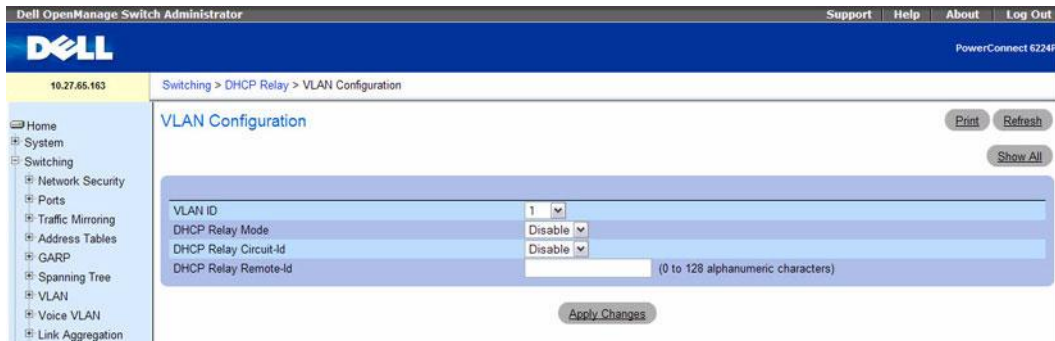 Dell OpenManage Switch Administrator
Support Help About Log Out
DELL
PowerConnect 6224P
10.27.65.163
Switching > DHCP Relay > VLAN Configuration
Home
System
Switching
Network Security
Ports
Traffic Mirroring
Address Tables
GARP
Spanning Tree
VLAN
Voice VLAN
Link Aggregation
VLAN Configuration
Print Refresh
Show All
VLAN ID 1
DHCP Relay Mode Disable
DHCP Relay Circuit-Id Disable
DHCP Relay Remote-Id (0 to 128 alphanumeric characters)
Apply Changes